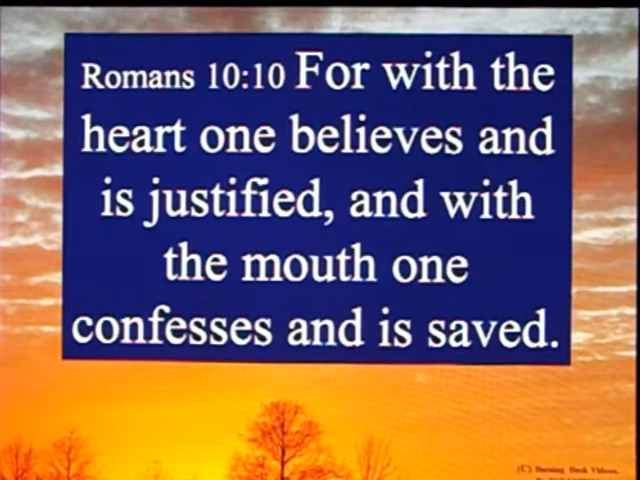 Romans 10:10 For with the
heart one believes and
is justified, and with
the mouth one
confesses and is saved.